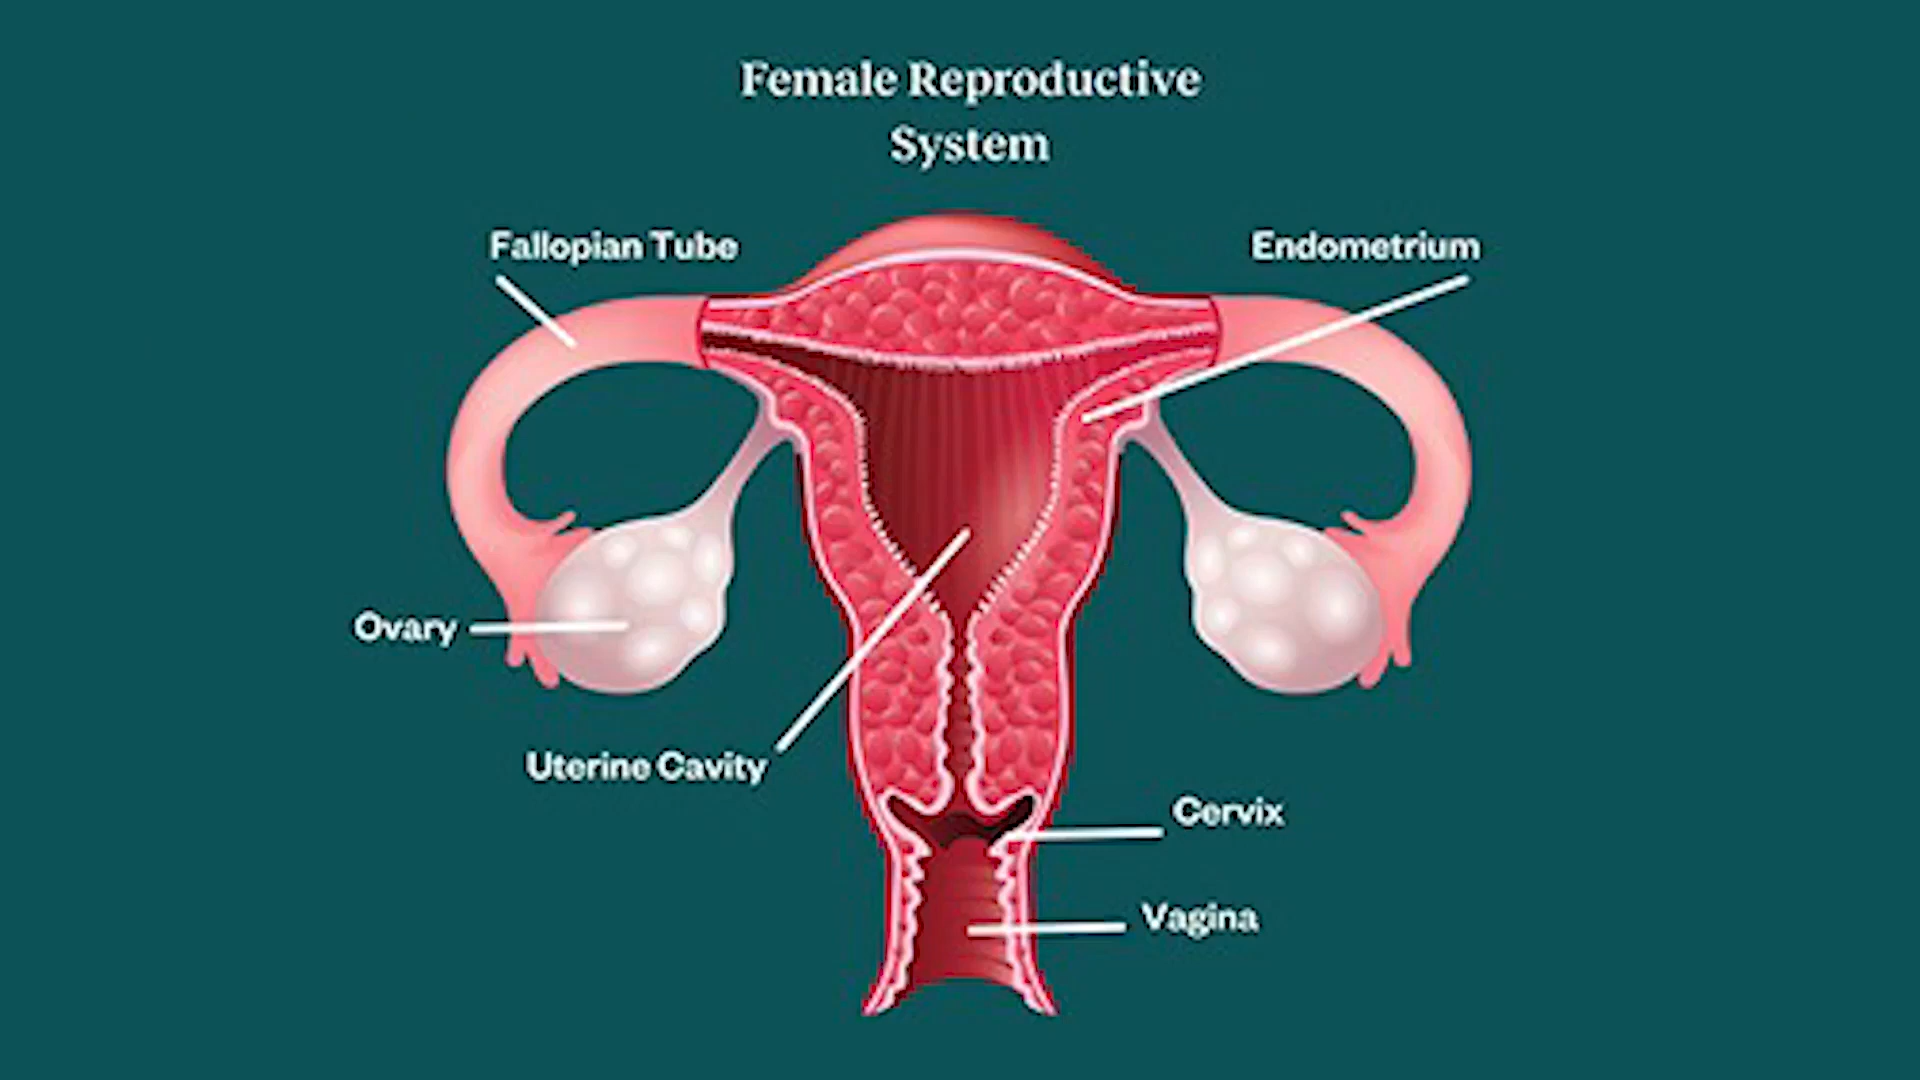 Female Reproductive
System
Fallopian Tube
Endometrium
Ovary
Uterine Cavity
Cervix
Vagina